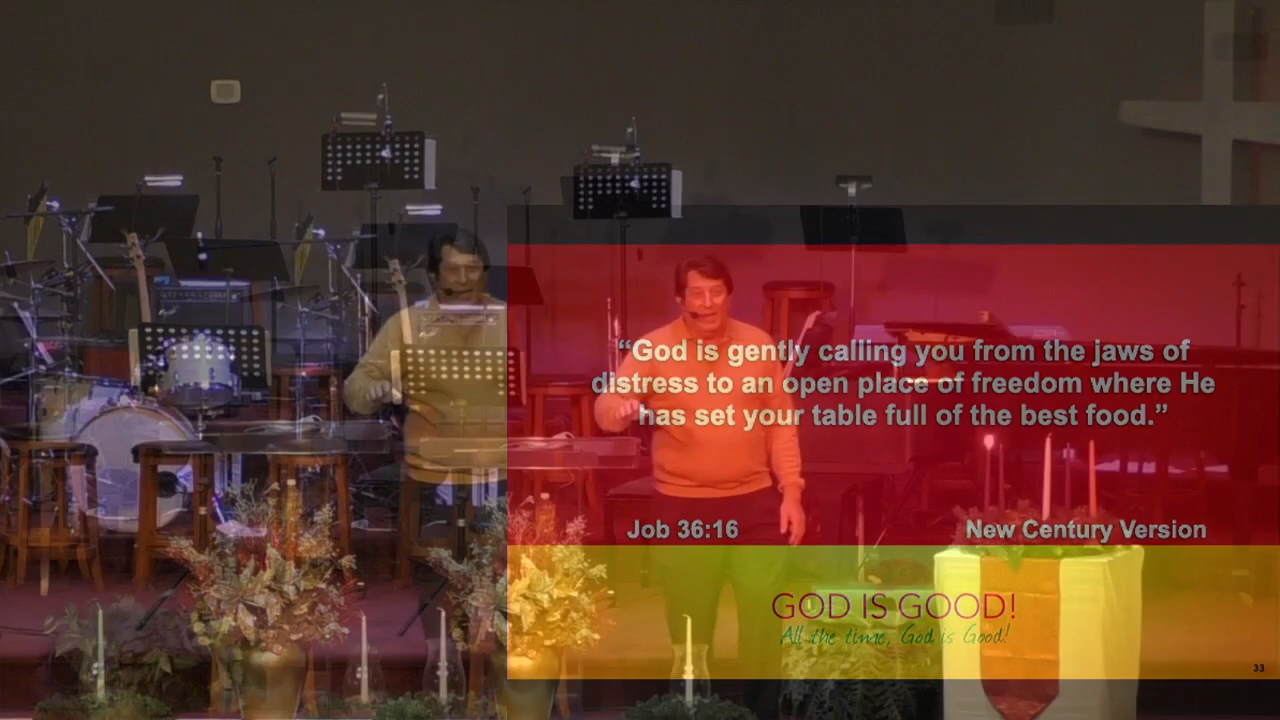 “God is gently calling you from the jaws of
distress to an open place of freedom where He
has set your table full of the best food.”
Job 36:16 New Century Version
GOD IS GOOD!
All the time, God is Good!
33